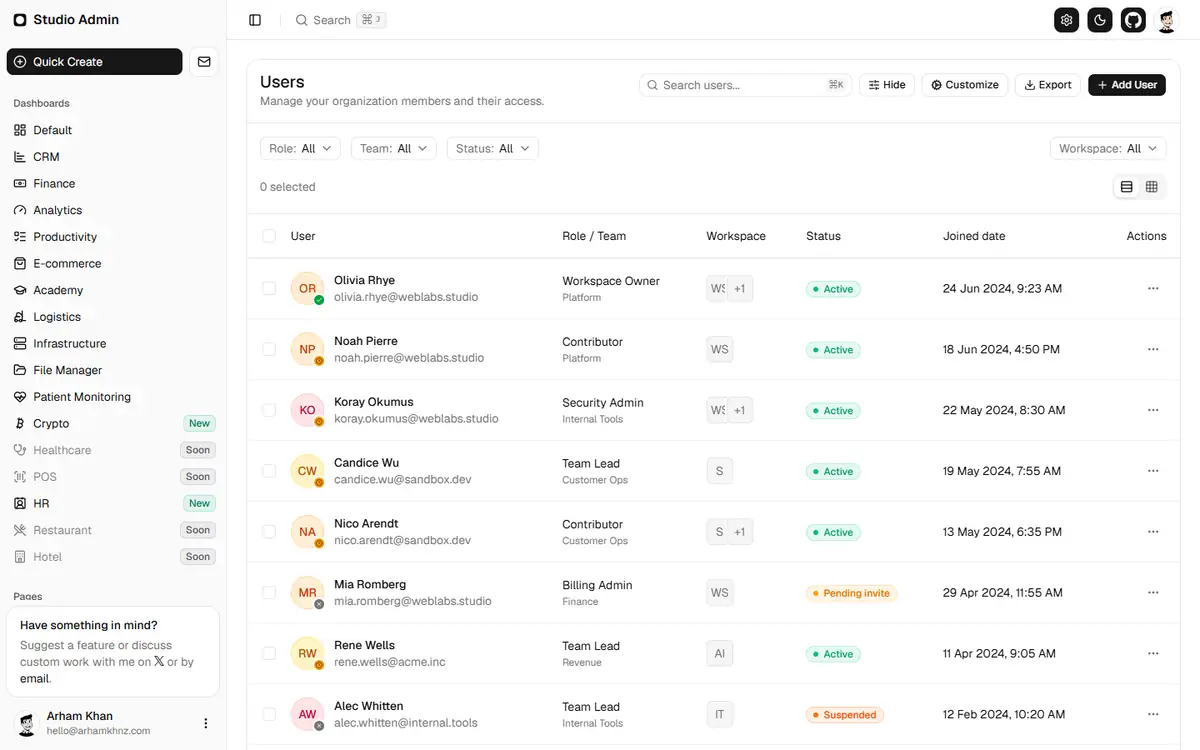 Studio Admin
Quick Create
Dashboards
Default
CRM
Finance
Analytics
Productivity
E-commerce
Academy
Logistics
Infrastructure
File Manager
Patient Monitoring
Crypto New
Healthcare Soon
POS Soon
HR New
Restaurant Soon
Hotel Soon
Pages
Have something in mind?
Suggest a feature or discuss
custom work with me on 𝕏 or by
email.
Arham Khan
hello@arhamkhnz.com
Search ⌘ J
Users
Manage your organization members and their access.
Search users... ⌘K
Hide
Customize
Export
Add User
Role: All
Team: All
Status: All
Workspace: All
0 selected
User Role / Team Workspace Status Joined date Actions
OR Olivia Rhye Workspace Owner WS +1 Active 24 Jun 2024, 9:23 AM
olivia.rhye@weblabs.studio Platform
NP Noah Pierre Contributor WS Active 18 Jun 2024, 4:50 PM
noah.pierre@weblabs.studio Platform
KO Koray Okumus Security Admin WS +1 Active 22 May 2024, 8:30 AM
koray.okumus@weblabs.studio Internal Tools
CW Candice Wu Team Lead S Active 19 May 2024, 7:55 AM
candice.wu@sandbox.dev Customer Ops
NA Nico Arendt Contributor S +1 Active 13 May 2024, 6:35 PM
nico.arendt@sandbox.dev Customer Ops
MR Mia Romberg Billing Admin WS Pending invite 29 Apr 2024, 11:55 AM
mia.romberg@weblabs.studio Finance
RW Rene Wells Team Lead AI Active 11 Apr 2024, 9:05 AM
rene.wells@acme.inc Revenue
AW Alec Whitten Team Lead IT Suspended 12 Feb 2024, 10:20 AM
alec.whitten@internal.tools Internal Tools